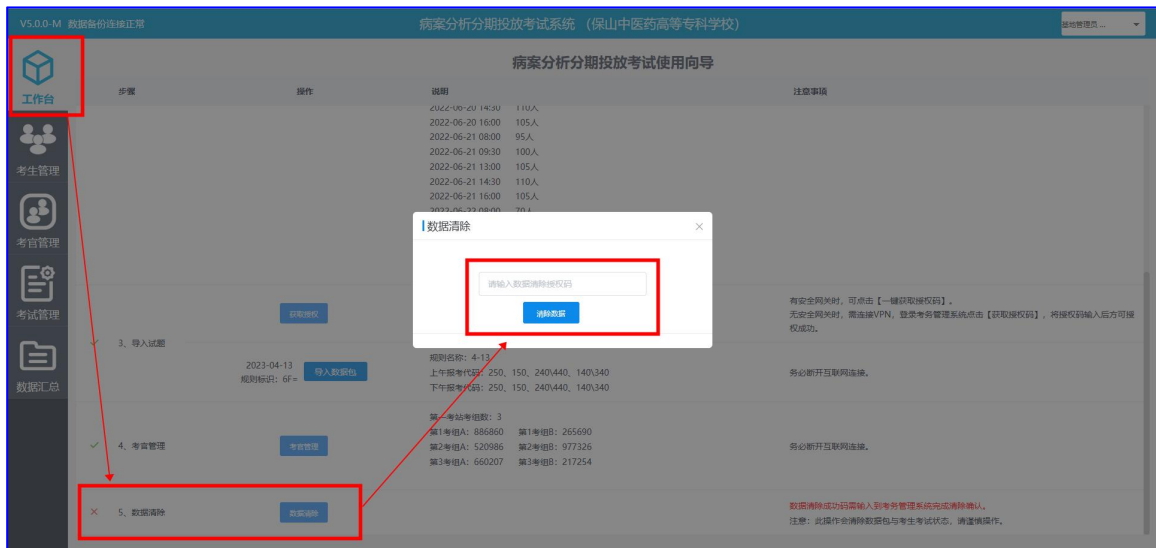 V5.0.0-M 数据备份连接正常
病案分析分期投放考试系统 （保山中医药高等专科学校）
基地管理员 ...
病案分析分期投放考试使用向导
工作台
考生管理
考官管理
考试管理
数据汇总
步骤 操作 说明 注意事项
2022-06-20 14:30 110人
2022-06-20 16:00 105人
2022-06-21 08:00 95人
2022-06-21 09:30 100人
2022-06-21 13:00 105人
2022-06-21 14:30 110人
2022-06-21 16:00 105人
2022-06-22 08:00 70人
数据清除
请输入数据清除授权码
清除数据
3、导入试题
获取授权
有安全网关时，可点击【一键获取授权码】。
无安全网关时，需连接VPN，登录考务管理系统点击【获取授权码】，将授权码输入后方可授
权成功。
2023-04-13
规则标识：6F=
导入数据包
规则名称：4-13
上午报考代码：250、150、240\440、140\340
下午报考代码：250、150、240\440、140\340
务必断开互联网连接。
4、考官管理
考官管理
第一考站考组数：3
第1考组A：886860 第1考组B：265690
第2考组A：520986 第2考组B：977326
第3考组A：660207 第3考组B：217254
务必断开互联网连接。
5、数据清除
数据清除
数据清除成功码需输入到考务管理系统完成清除确认。
注意：此操作会清除数据包与考生考试状态，请谨慎操作。